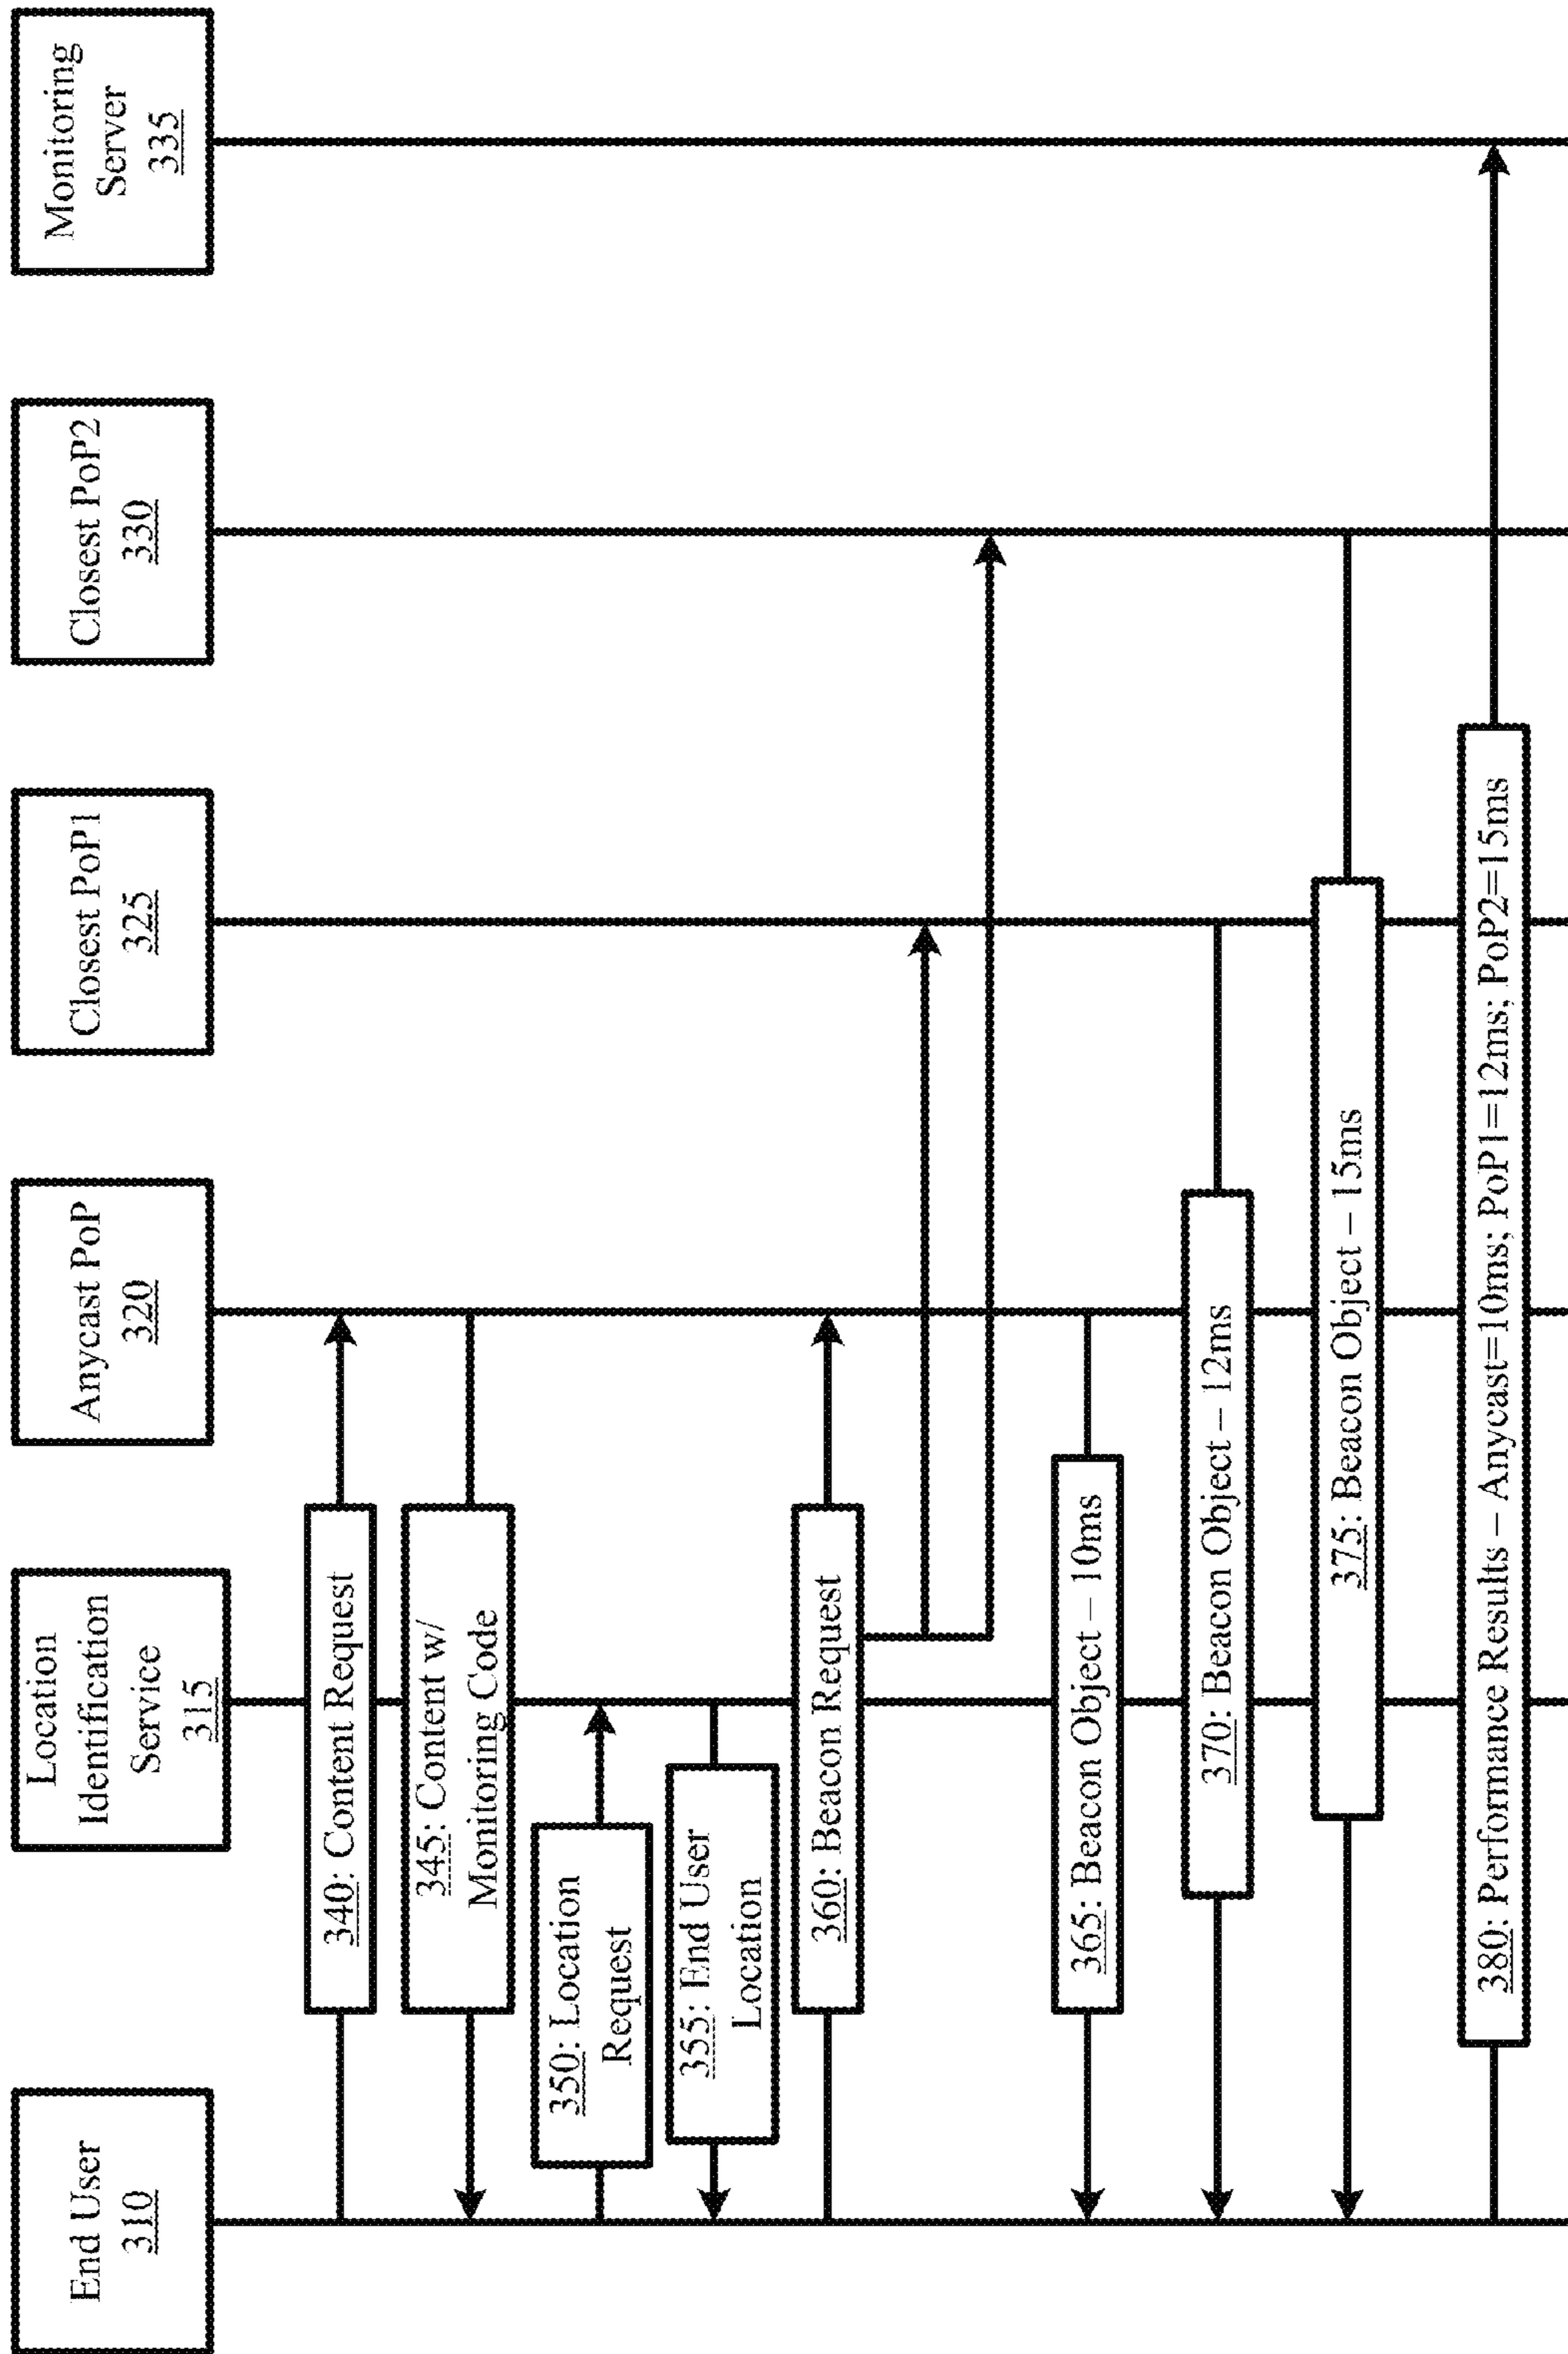 End User
310
Location
Identification
Service
315
Anycast PoP
320
Closest PoP1
325
Closest PoP2
330
Monitoring
Server
335
340: Content Request
345: Content w/
Monitoring Code
350: Location
Request
355: End User
Location
360: Beacon Request
365: Beacon Object – 10ms
370: Beacon Object – 12ms
375: Beacon Object – 15ms
380: Performance Results – Anycast=10ms; PoP1=12ms; PoP2=15ms